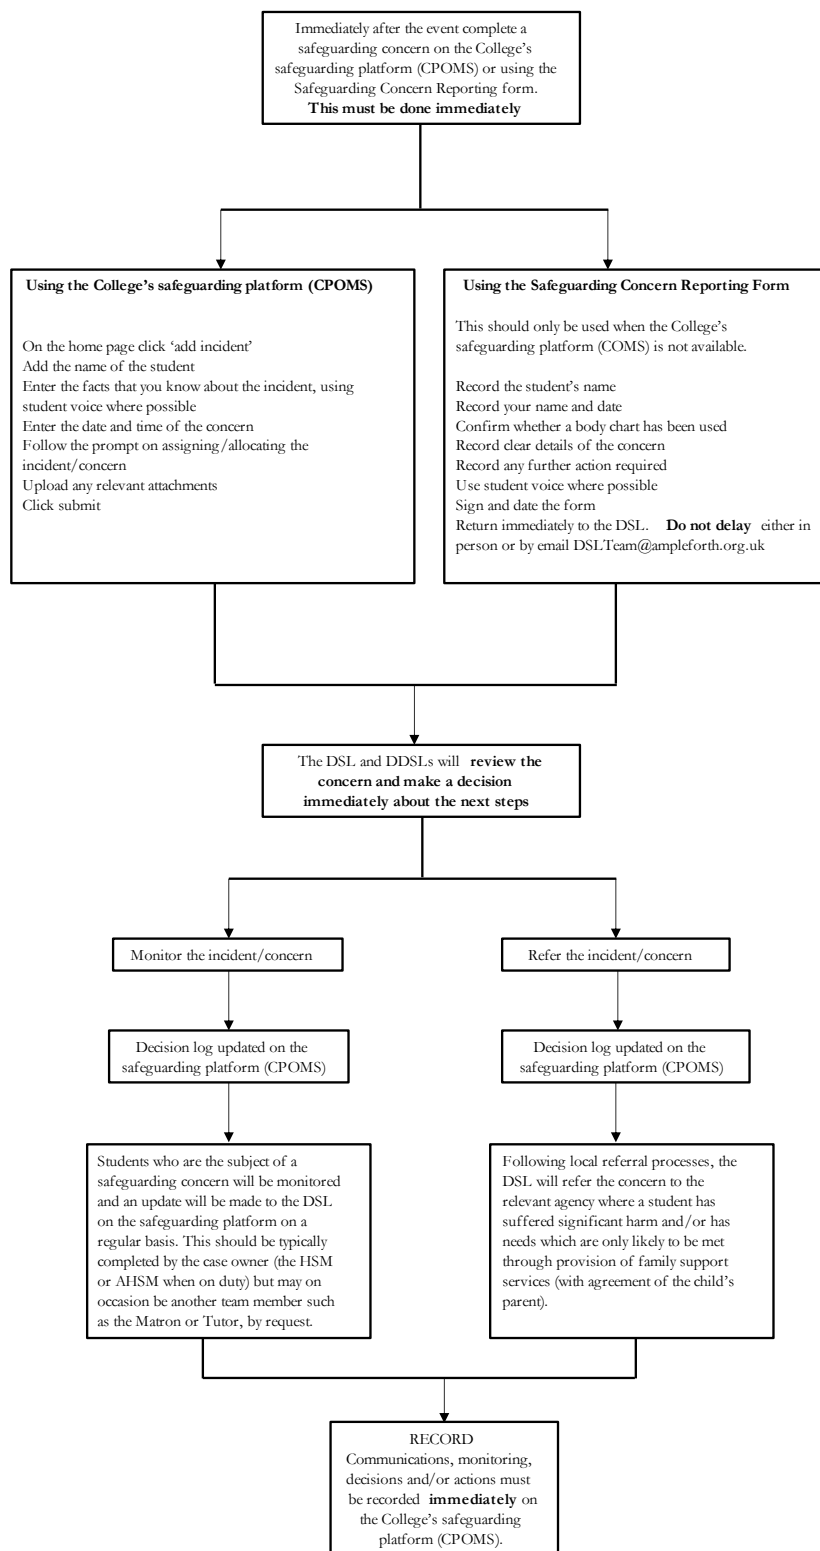 Immediately after the event complete a
safeguarding concern on the College's
safeguarding platform (CPOMS) or using the
Safeguarding Concern Reporting form.
This must be done immediately
Using the College's safeguarding platform (CPOMS)
On the home page click 'add incident'
Add the name of the student
Enter the facts that you know about the incident, using
student voice where possible
Enter the date and time of the concern
Follow the prompt on assigning/allocating the
incident/concern
Upload any relevant attachments
Click submit
Using the Safeguarding Concern Reporting Form
This should only be used when the College's
safeguarding platform (COMS) is not available.
Record the student's name
Record your name and date
Confirm whether a body chart has been used
Record clear details of the concern
Record any further action required
Use student voice where possible
Sign and date the form
Return immediately to the DSL. Do not delay either in
person or by email DSLTeam@ampleforth.org.uk
The DSL and DDSLs will review the
concern and make a decision
immediately about the next steps
Monitor the incident/concern
Refer the incident/concern
Decision log updated on the
safeguarding platform (CPOMS)
Decision log updated on the
safeguarding platform (CPOMS)
Students who are the subject of a
safeguarding concern will be monitored
and an update will be made to the DSL
on the safeguarding platform on a
regular basis. This should be typically
completed by the case owner (the HSM
or AHSM when on duty) but may on
occasion be another team member such
as the Matron or Tutor, by request.
Following local referral processes, the
DSL will refer the concern to the
relevant agency where a student has
suffered significant harm and/or has
needs which are only likely to be met
through provision of family support
services (with agreement of the child's
parent).
RECORD
Communications, monitoring,
decisions and/or actions must
be recorded immediately on
the College's safeguarding
platform (CPOMS).